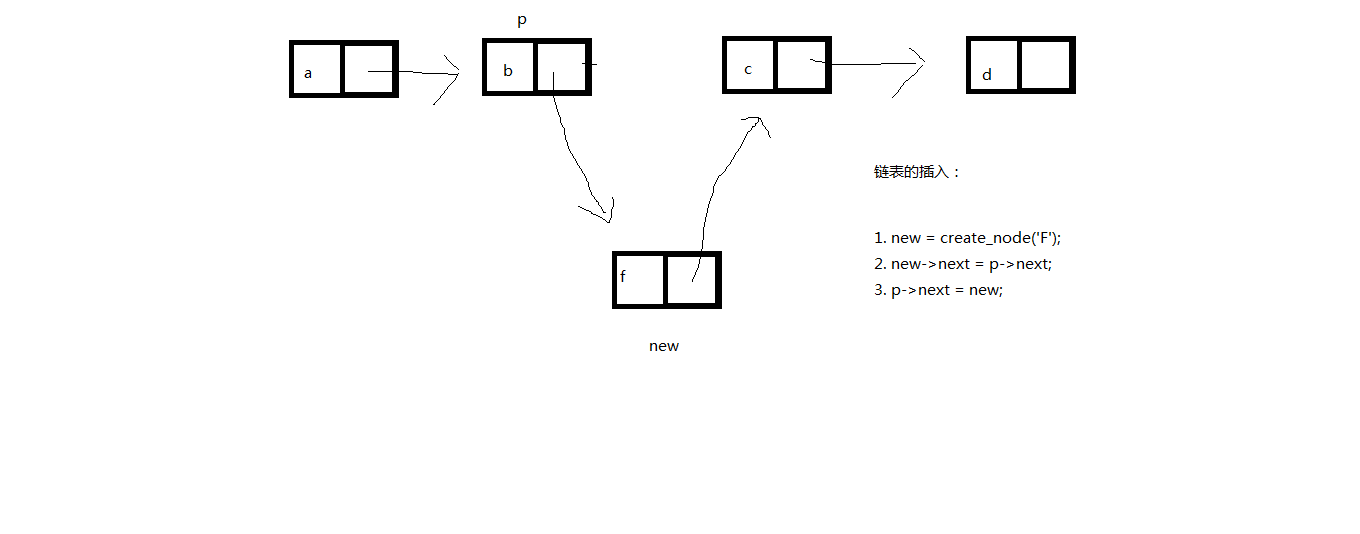 p
a
b
c
d
链表的插入：
1. new = create_node('F');
2. new->next = p->next;
3. p->next = new;
f
new